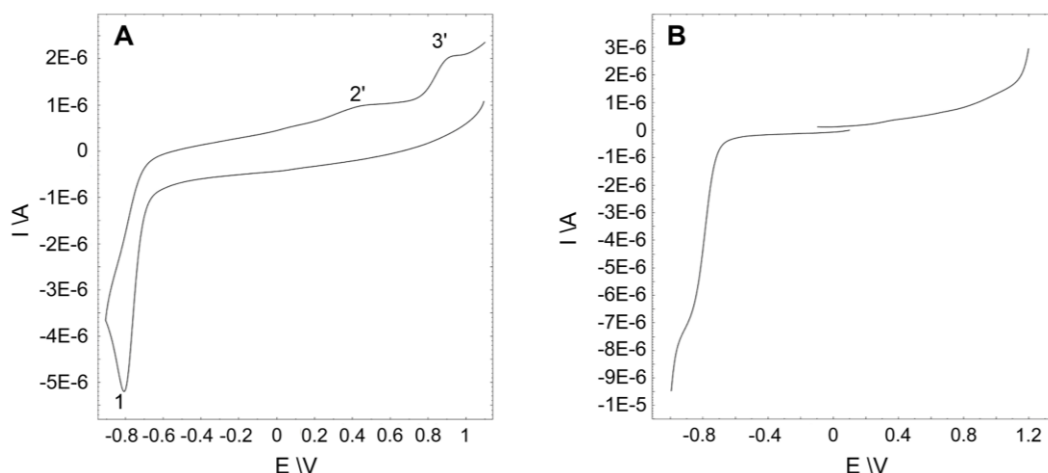 A
2E-6
1E-6
0
-1E-6
-2E-6
-3E-6
-4E-6
-5E-6
I \A
1
2'
3'
-0.8 -0.6 -0.4 -0.2 0 0.2 0.4 0.6 0.8 1
E \V
B
3E-6
2E-6
1E-6
0
-1E-6
-2E-6
-3E-6
-4E-6
-5E-6
-6E-6
-7E-6
-8E-6
-9E-6
-1E-5
I \A
-0.8 -0.4 0 0.4 0.8 1.2
E \V